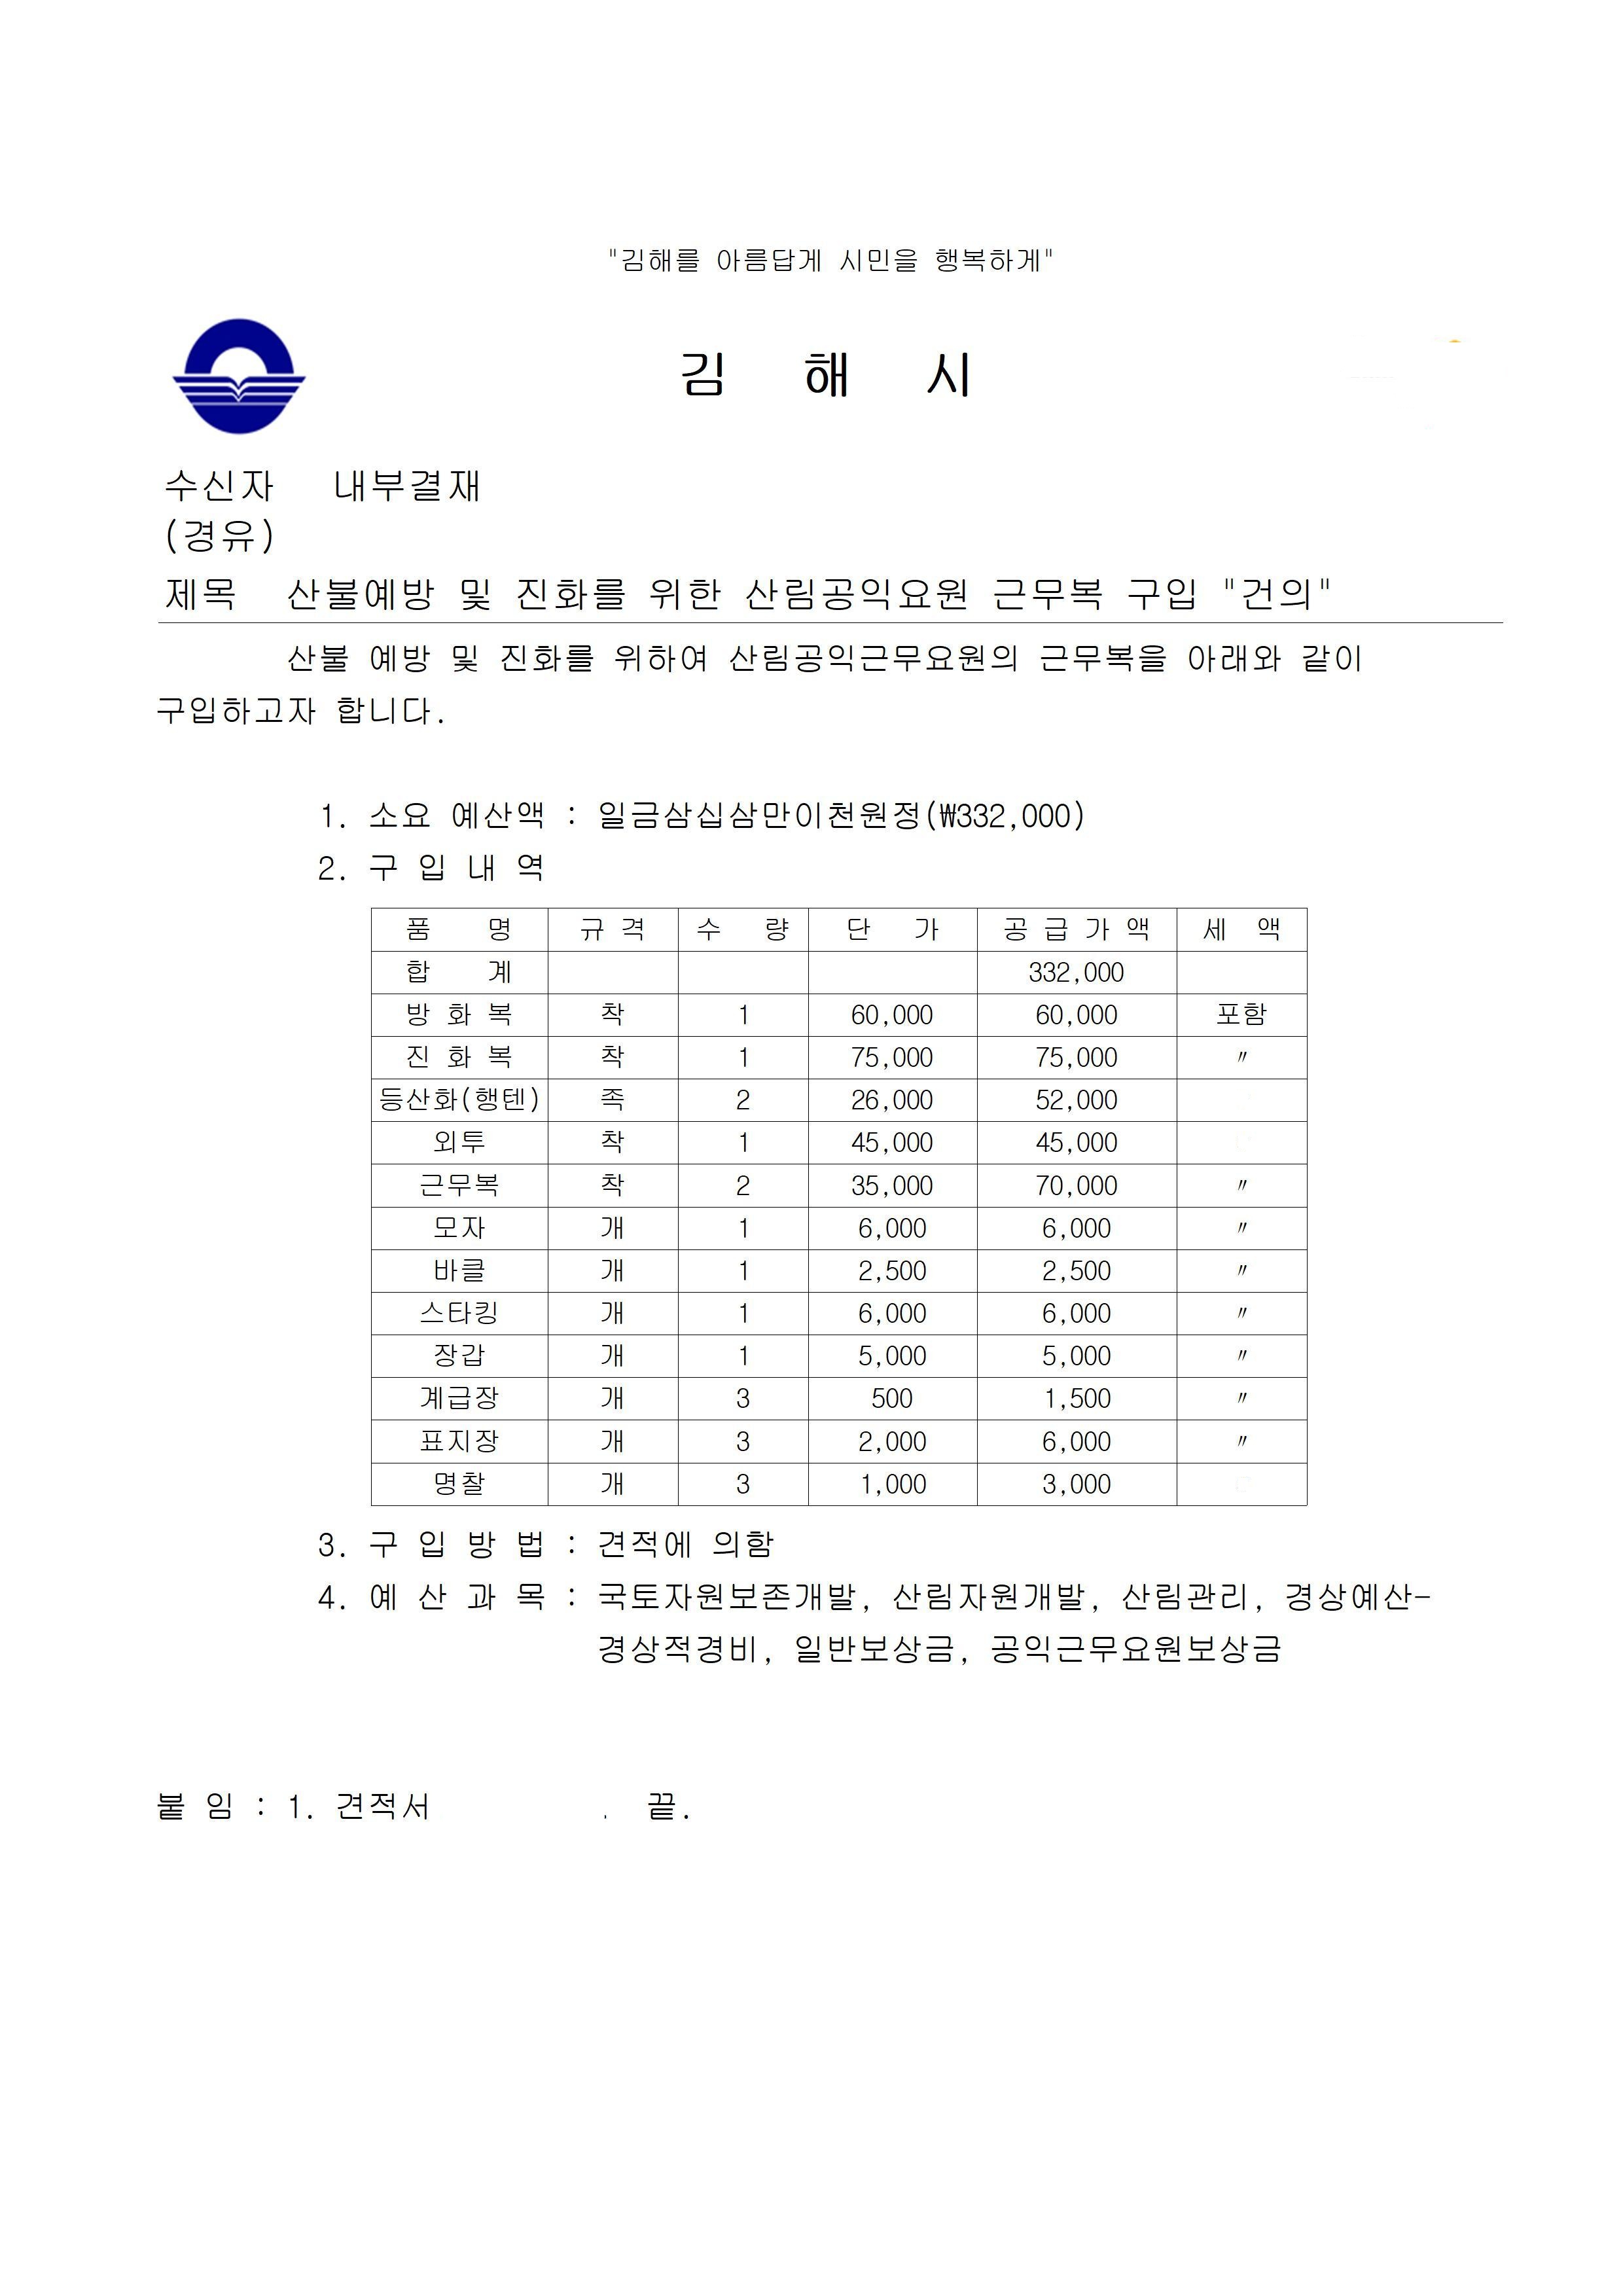 "김해를 아름답게 시민을 행복하게"
김 해 시
수신자 내부결재
(경유)
제목 산불예방 및 진화를 위한 산림공익요원 근무복 구입 "건의"
산불 예방 및 진화를 위하여 산림공익근무요원의 근무복을 아래와 같이
구입하고자 합니다.
1. 소요 예산액 : 일금삼십삼만이천원정(₩332,000)
2. 구 입 내 역
품 명 규 격 수 량 단 가 공 급 가 액 세 액
합 계 332,000
방 화 복 착 1 60,000 60,000 포함
진 화 복 착 1 75,000 75,000 〃
등산화(행텐) 족 2 26,000 52,000
외투 착 1 45,000 45,000
근무복 착 2 35,000 70,000 〃
모자 개 1 6,000 6,000 〃
바클 개 1 2,500 2,500 〃
스타킹 개 1 6,000 6,000 〃
장갑 개 1 5,000 5,000 〃
계급장 개 3 500 1,500 〃
표지장 개 3 2,000 6,000 〃
명찰 개 3 1,000 3,000
3. 구 입 방 법 : 견적에 의함
4. 예 산 과 목 : 국토자원보존개발, 산림자원개발, 산림관리, 경상예산-
경상적경비, 일반보상금, 공익근무요원보상금
붙 임 : 1. 견적서 . 끝.